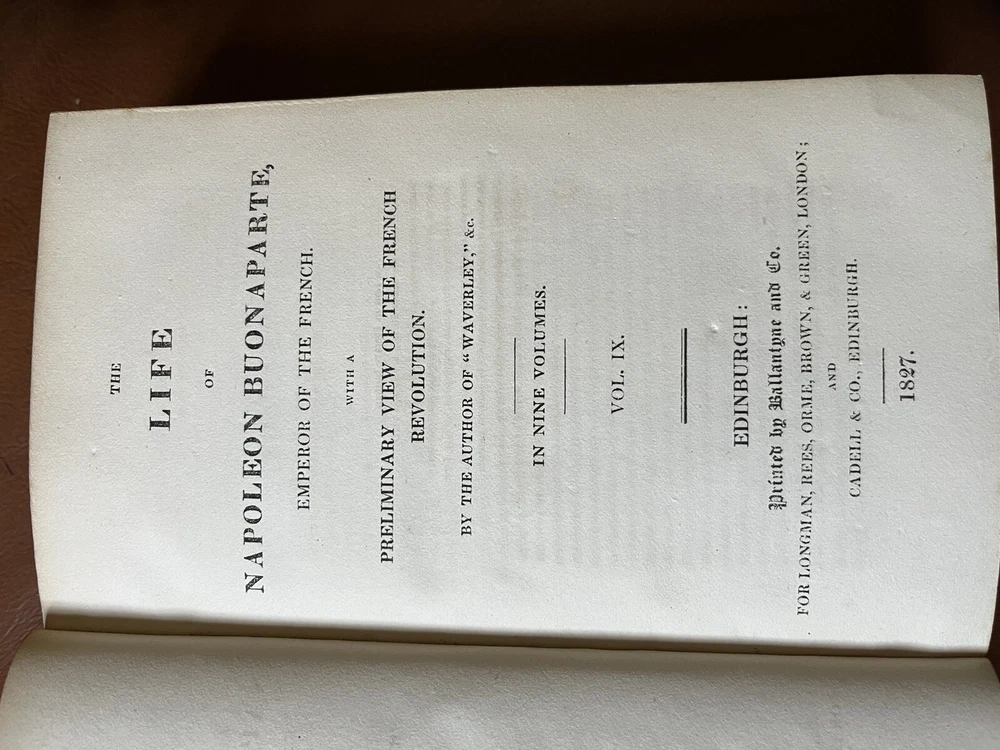 THE
LIFE
OF
NAPOLEON BUONAPARTE,
EMPEROR OF THE FRENCH.
WITH A
PRELIMINARY VIEW OF THE FRENCH
REVOLUTION.
BY THE AUTHOR OF “WAVERLEY,” &c.
IN NINE VOLUMES.
VOL. IX.
EDINBURGH:
Printed by Ballantyne and Co.
FOR LONGMAN, REES, ORME, BROWN, & GREEN, LONDON;
AND
CADELL & CO., EDINBURGH.
1827.